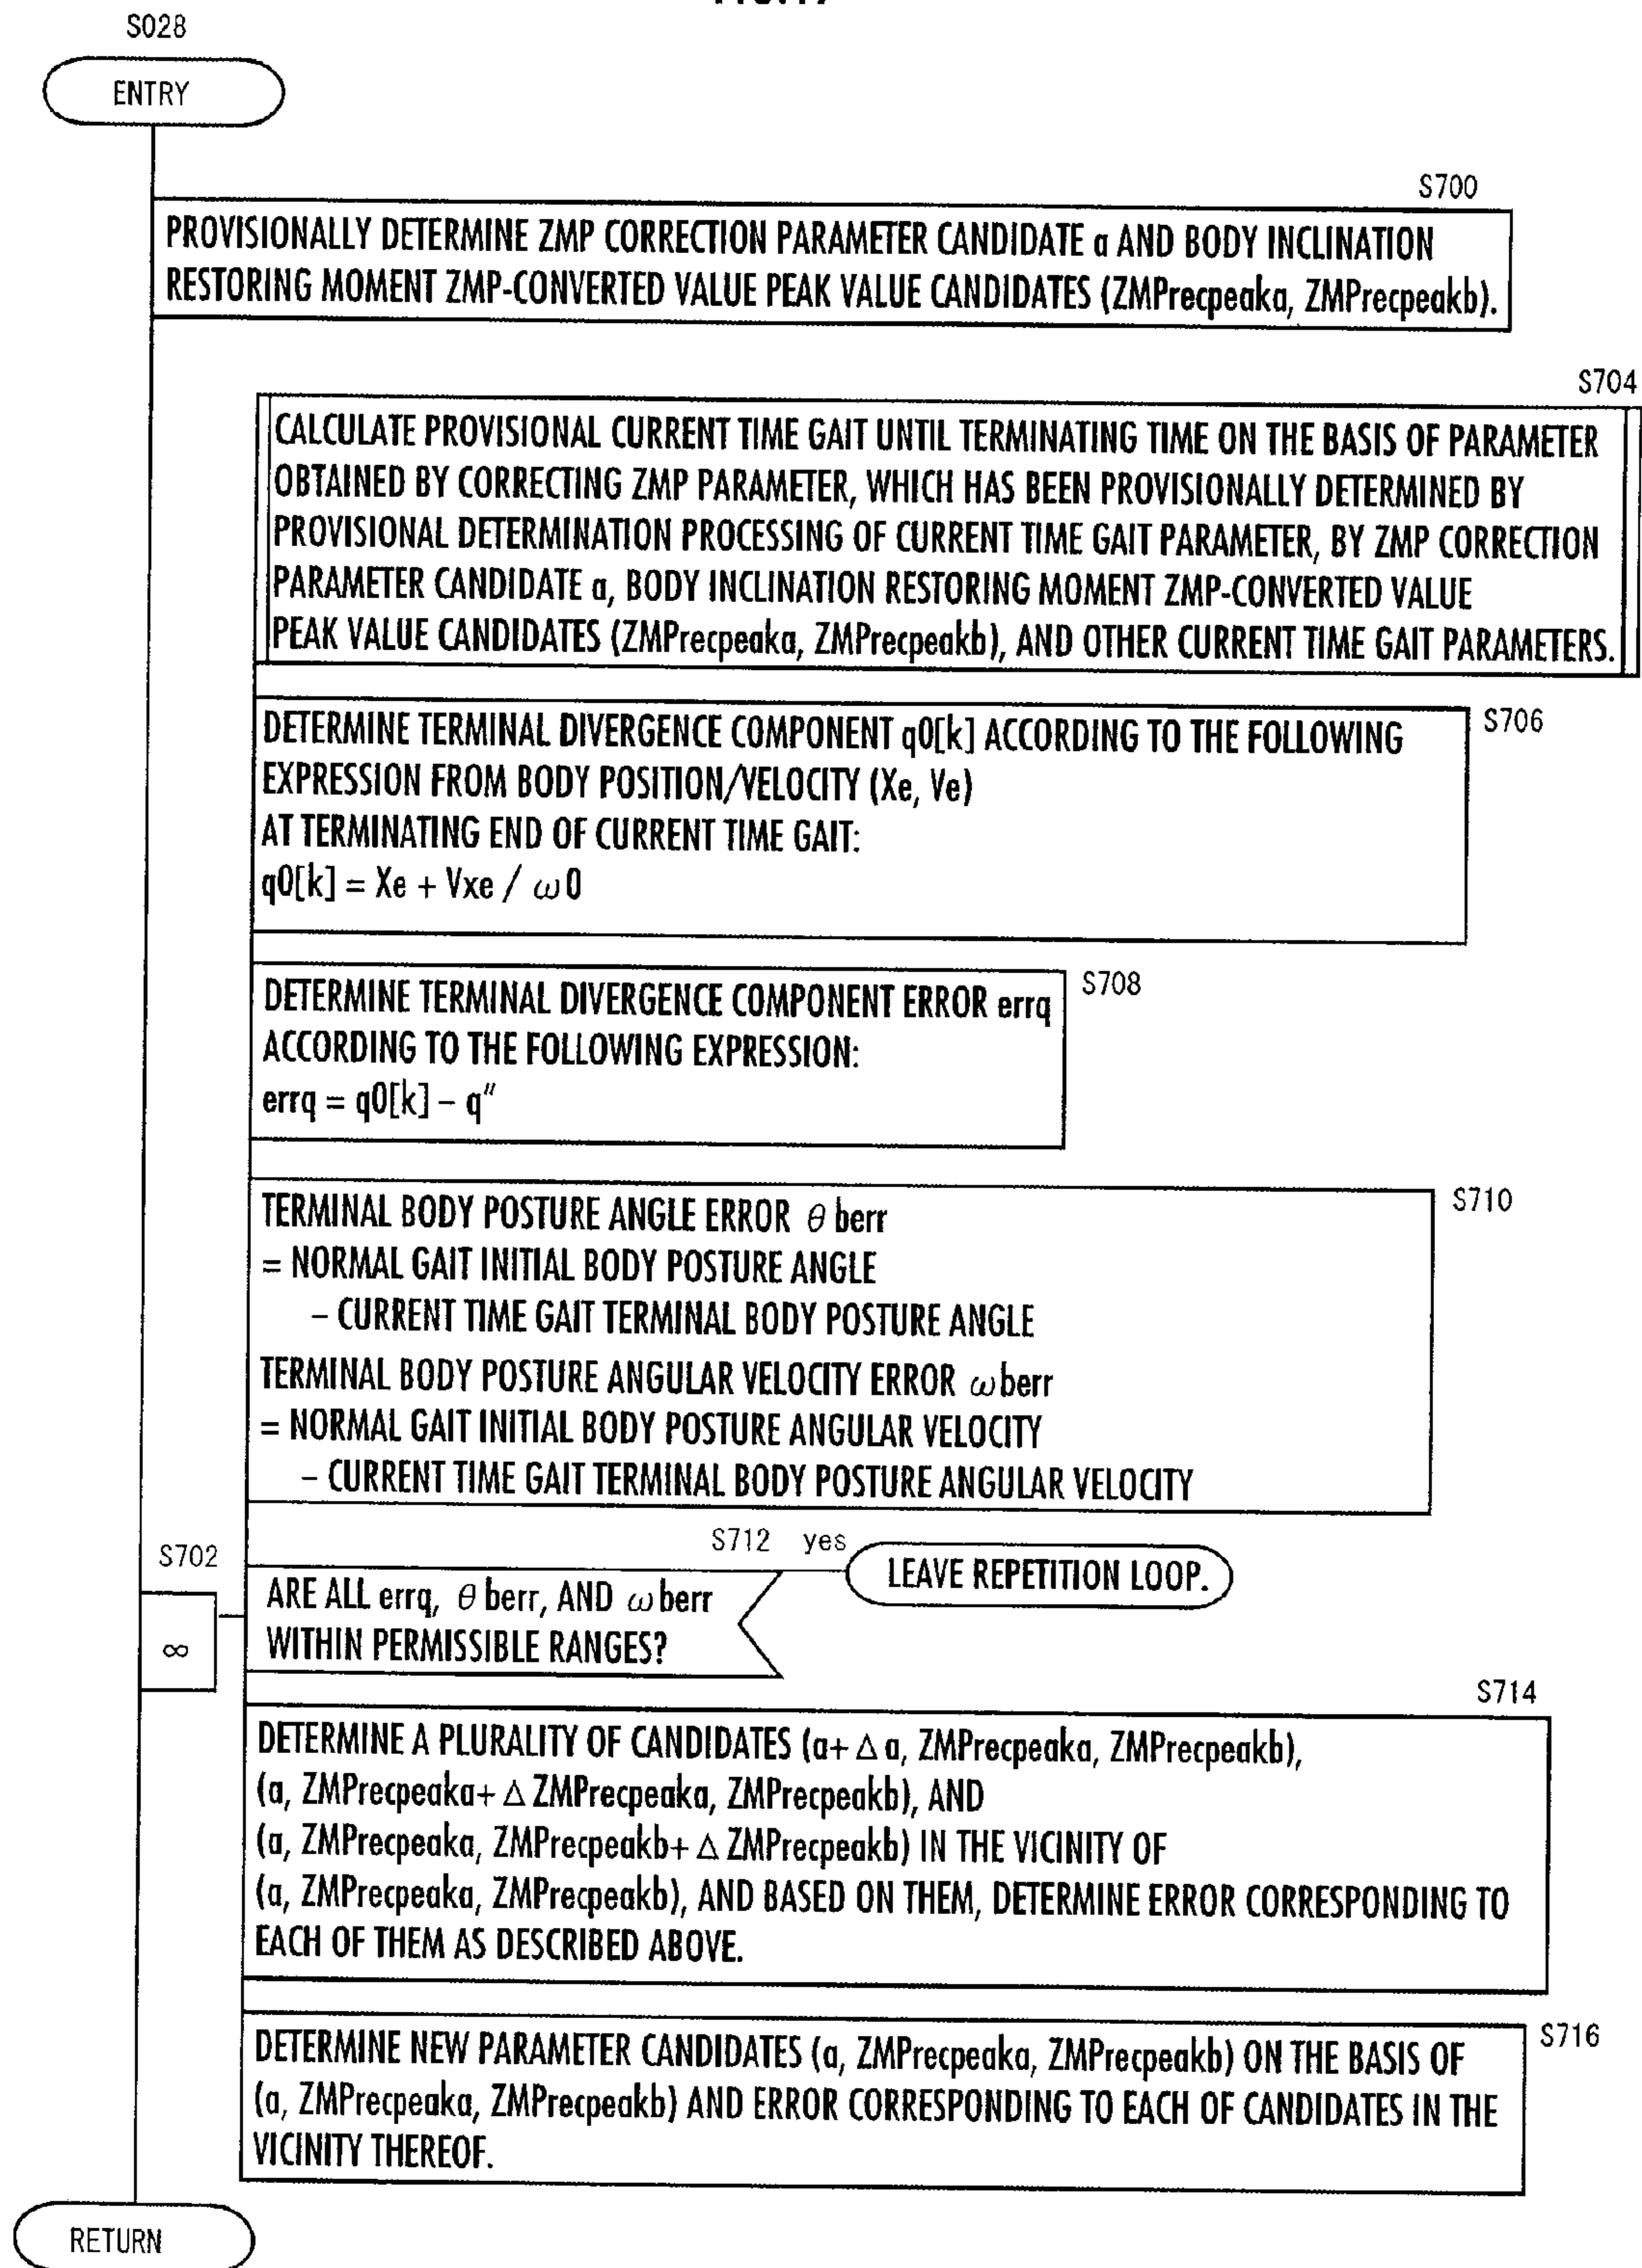 S028
ENTRY
S700
PROVISIONALLY DETERMINE ZMP CORRECTION PARAMETER CANDIDATE a AND BODY INCLINATION
RESTORING MOMENT ZMP-CONVERTED VALUE PEAK VALUE CANDIDATES (ZMPrecpeaka, ZMPrecpeakb).
S704
CALCULATE PROVISIONAL CURRENT TIME GAIT UNTIL TERMINATING TIME ON THE BASIS OF PARAMETER
OBTAINED BY CORRECTING ZMP PARAMETER, WHICH HAS BEEN PROVISIONALLY DETERMINED BY
PROVISIONAL DETERMINATION PROCESSING OF CURRENT TIME GAIT PARAMETER, BY ZMP CORRECTION
PARAMETER CANDIDATE a, BODY INCLINATION RESTORING MOMENT ZMP-CONVERTED VALUE
PEAK VALUE CANDIDATES (ZMPrecpeaka, ZMPrecpeakb), AND OTHER CURRENT TIME GAIT PARAMETERS.
S706
DETERMINE TERMINAL DIVERGENCE COMPONENT q0[k] ACCORDING TO THE FOLLOWING
EXPRESSION FROM BODY POSITION/VELOCITY (Xe, Ve)
AT TERMINATING END OF CURRENT TIME GAIT:
q0[k] = Xe + Vxe / ω0
S708
DETERMINE TERMINAL DIVERGENCE COMPONENT ERROR errq
ACCORDING TO THE FOLLOWING EXPRESSION:
errq = q0[k] − q″
S710
TERMINAL BODY POSTURE ANGLE ERROR θ berr
= NORMAL GAIT INITIAL BODY POSTURE ANGLE
− CURRENT TIME GAIT TERMINAL BODY POSTURE ANGLE
TERMINAL BODY POSTURE ANGULAR VELOCITY ERROR ω berr
= NORMAL GAIT INITIAL BODY POSTURE ANGULAR VELOCITY
− CURRENT TIME GAIT TERMINAL BODY POSTURE ANGULAR VELOCITY
S702
∞
S712 yes
ARE ALL errq, θ berr, AND ω berr
WITHIN PERMISSIBLE RANGES?
LEAVE REPETITION LOOP.
S714
DETERMINE A PLURALITY OF CANDIDATES (a+ Δ a, ZMPrecpeaka, ZMPrecpeakb),
(a, ZMPrecpeaka+ Δ ZMPrecpeaka, ZMPrecpeakb), AND
(a, ZMPrecpeaka, ZMPrecpeakb+ Δ ZMPrecpeakb) IN THE VICINITY OF
(a, ZMPrecpeaka, ZMPrecpeakb), AND BASED ON THEM, DETERMINE ERROR CORRESPONDING TO
EACH OF THEM AS DESCRIBED ABOVE.
S716
DETERMINE NEW PARAMETER CANDIDATES (a, ZMPrecpeaka, ZMPrecpeakb) ON THE BASIS OF
(a, ZMPrecpeaka, ZMPrecpeakb) AND ERROR CORRESPONDING TO EACH OF CANDIDATES IN THE
VICINITY THEREOF.
RETURN